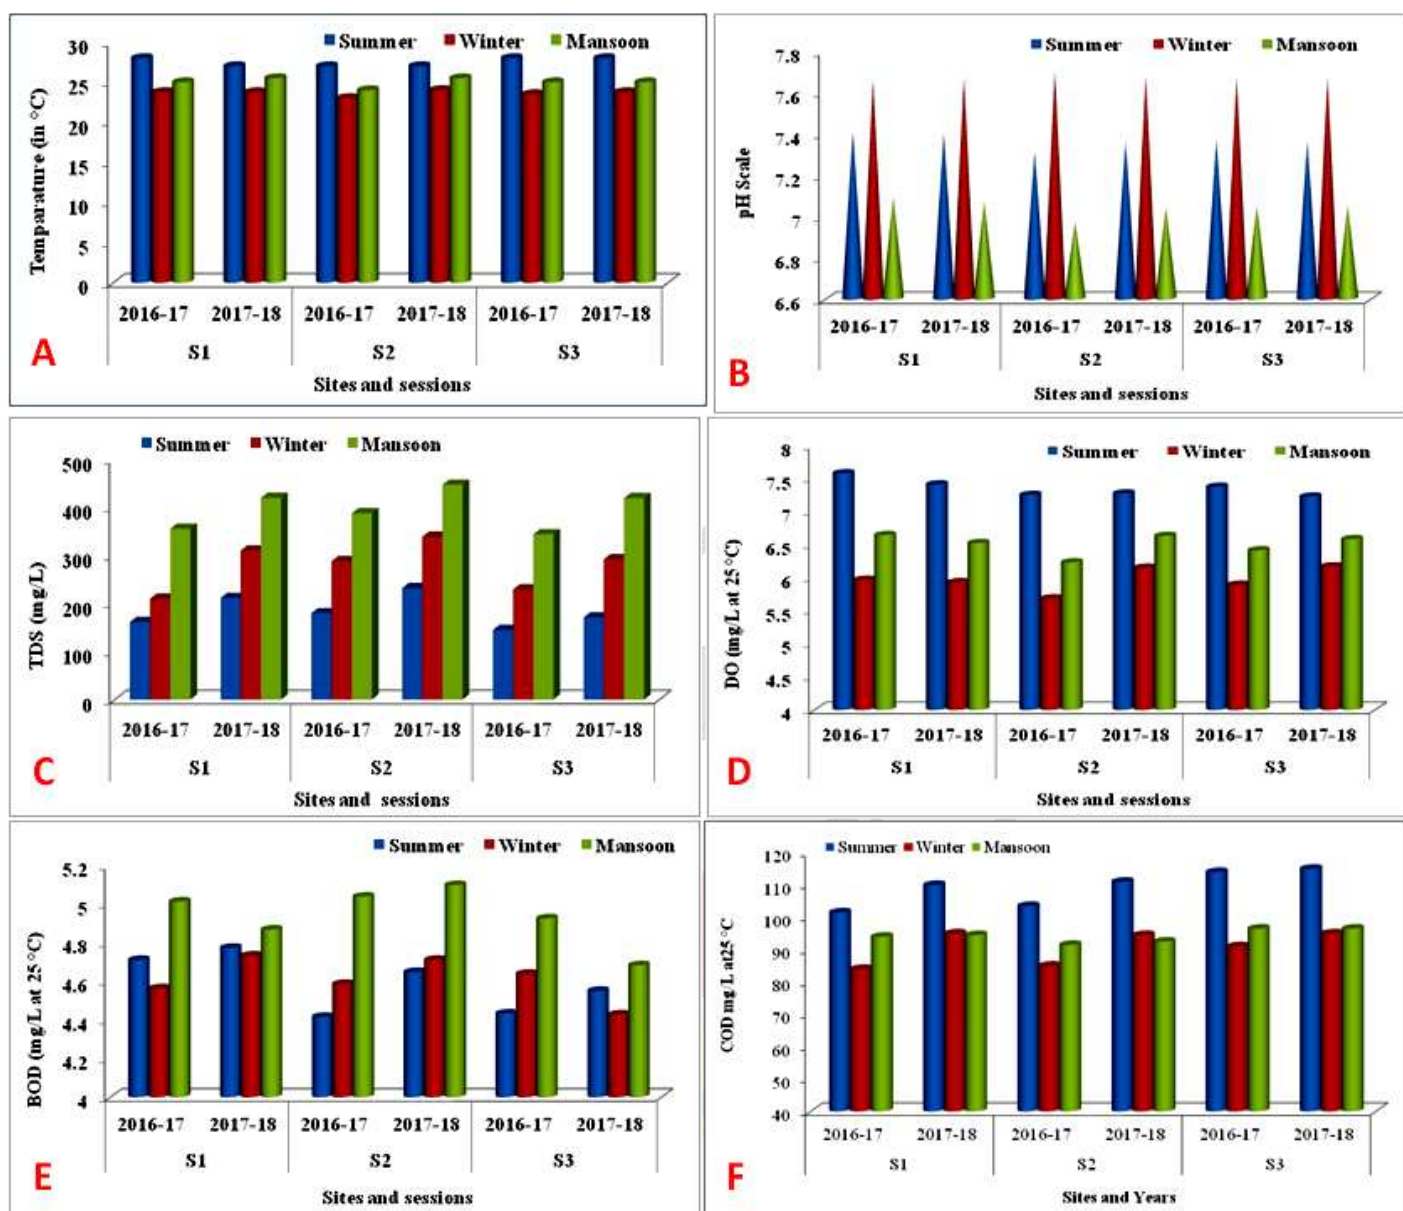 Summer Winter Mansoon
Temparature (in °C)
30
25
20
15
10
5
0
2016-17 2017-18 2016-17 2017-18 2016-17 2017-18
S1 S2 S3
Sites and sessions
A
Summer Winter Mansoon
pH Scale
7.8
7.6
7.4
7.2
7
6.8
6.6
2016-17 2017-18 2016-17 2017-18 2016-17 2017-18
S1 S2 S3
Sites and sessions
B
Summer Winter Mansoon
TDS (mg/L)
500
400
300
200
100
0
2016-17 2017-18 2016-17 2017-18 2016-17 2017-18
S1 S2 S3
Sites and sessions
C
Summer Winter Mansoon
DO (mg/L at 25 °C)
8
7.5
7
6.5
6
5.5
5
4.5
4
2016-17 2017-18 2016-17 2017-18 2016-17 2017-18
S1 S2 S3
Sites and sessions
D
Summer Winter Mansoon
BOD (mg/L at 25 °C)
5.2
5
4.8
4.6
4.4
4.2
4
2016-17 2017-18 2016-17 2017-18 2016-17 2017-18
S1 S2 S3
Sites and sessions
E
Summer Winter Mansoon
COD mg/L at25 °C
120
110
100
90
80
70
60
50
40
2016-17 2017-18 2016-17 2017-18 2016-17 2017-18
S1 S2 S3
Sites and Years
F